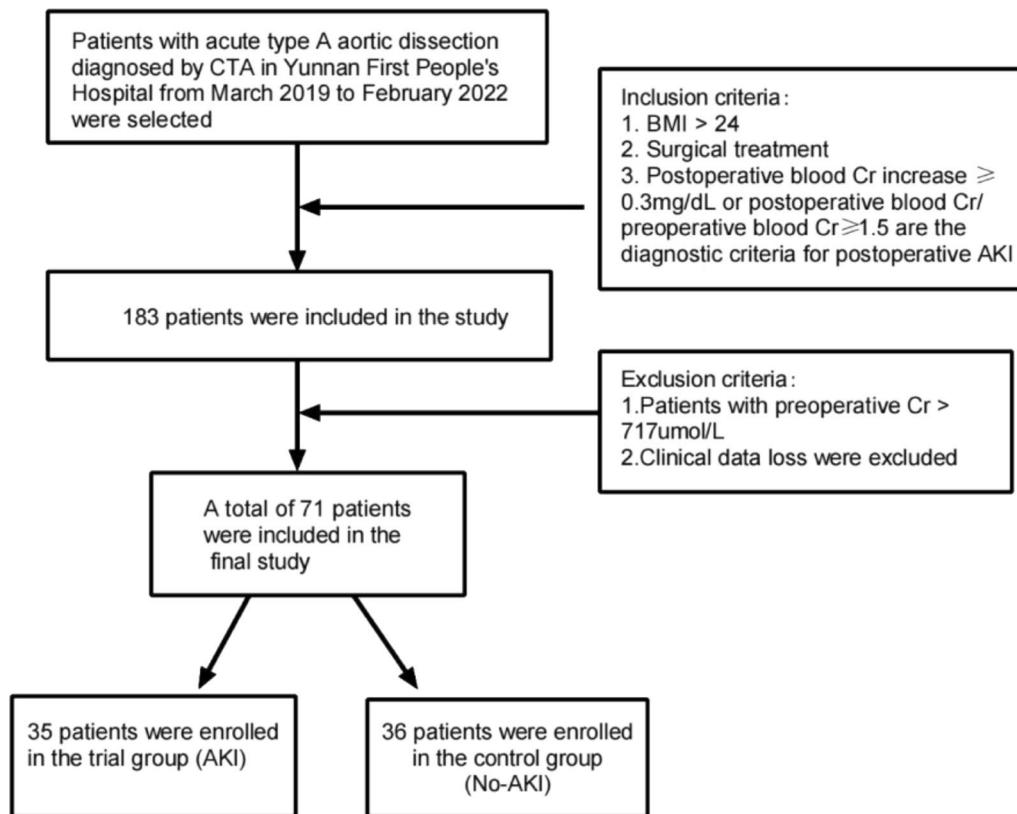 Patients with acute type A aortic dissection
diagnosed by CTA in Yunnan First People's
Hospital from March 2019 to February 2022
were selected
Inclusion criteria:
1. BMI > 24
2. Surgical treatment
3. Postoperative blood Cr increase ≥
0.3mg/dL or postoperative blood Cr/
preoperative blood Cr≥1.5 are the
diagnostic criteria for postoperative AKI
183 patients were included in the study
Exclusion criteria:
1.Patients with preoperative Cr >
717umol/L
2.Clinical data loss were excluded
A total of 71 patients
were included in the
final study
35 patients were enrolled
in the trial group (AKI)
36 patients were enrolled
in the control group
(No-AKI)